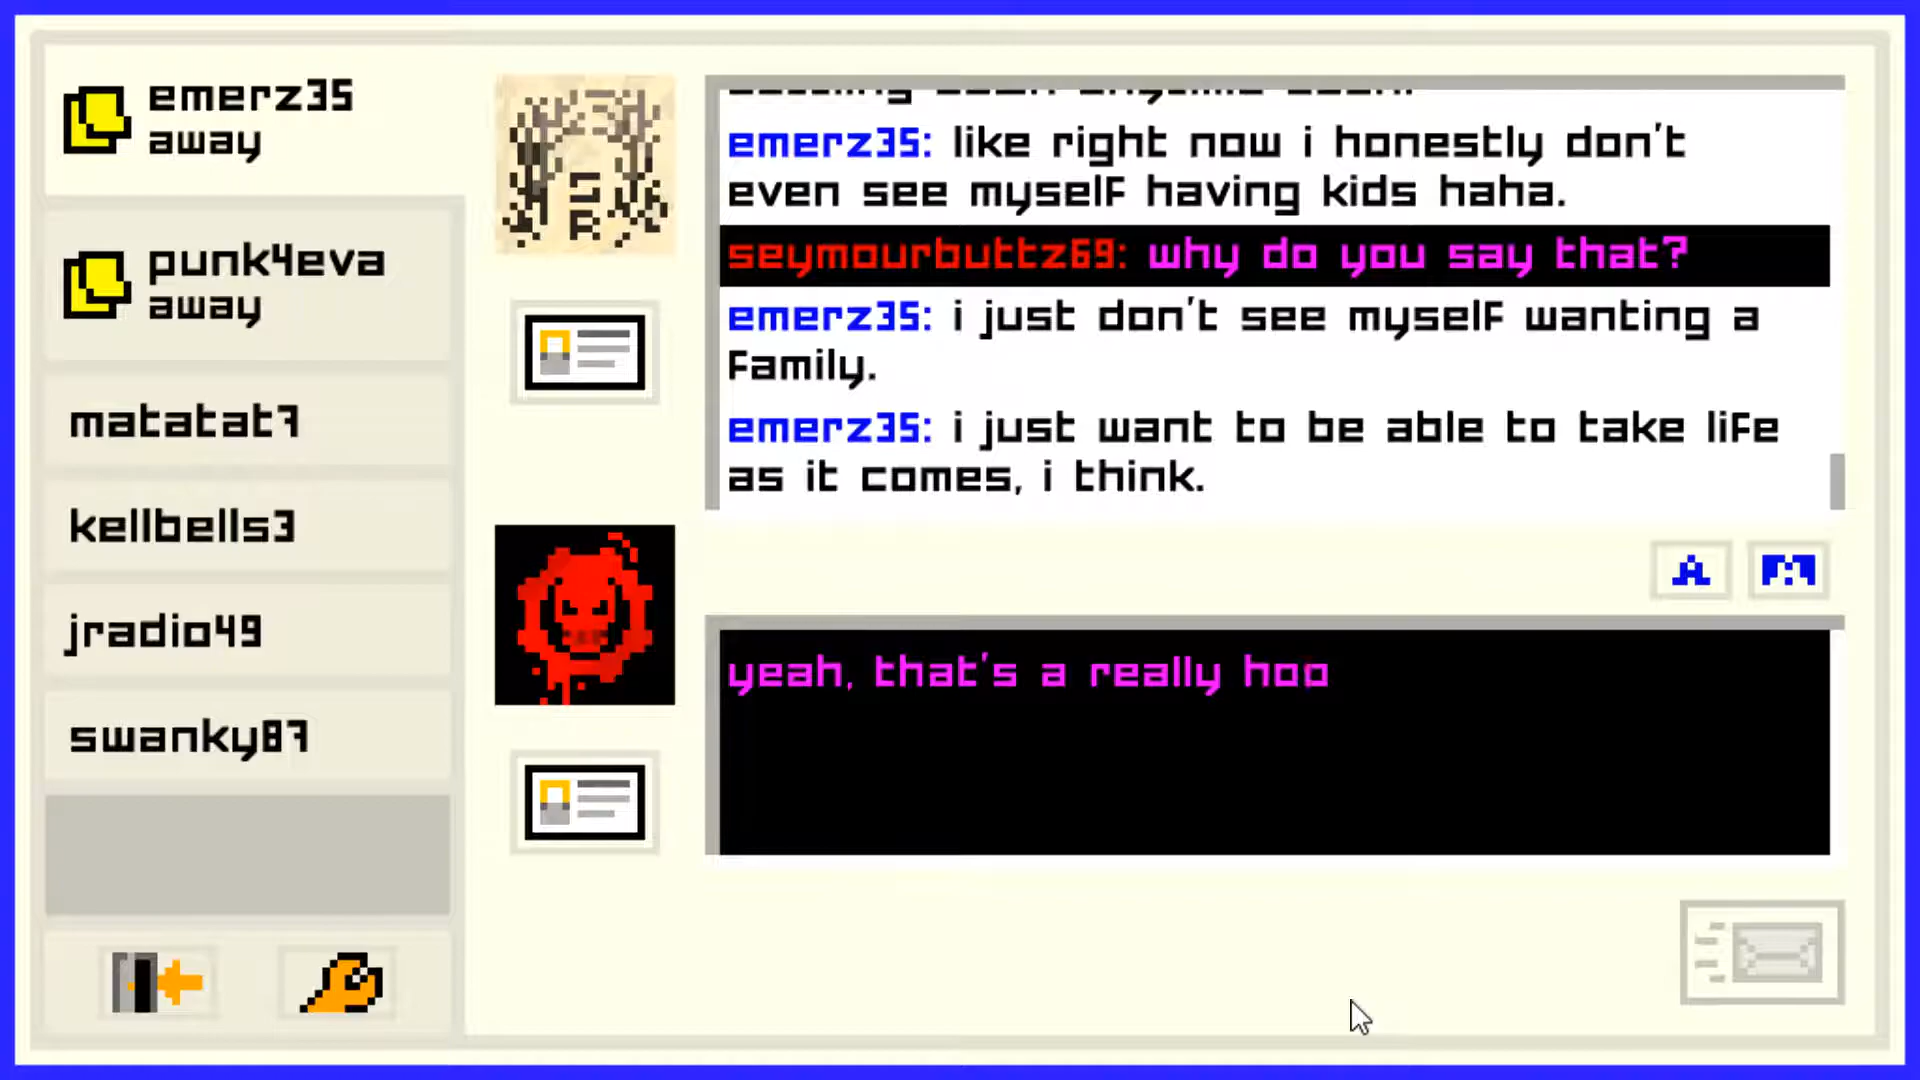 emerz35
away
punk4eva
away
matatat7
kellbells3
jradio49
swanky87
S
R
emerz35: like right now i honestly don't
even see myself having kids haha.
seymourbuttz69: why do you say that?
emerz35: i just don't see myself wanting a
family.
emerz35: i just want to be able to take life
as it comes, i think.
A
yeah, that's a really hoo